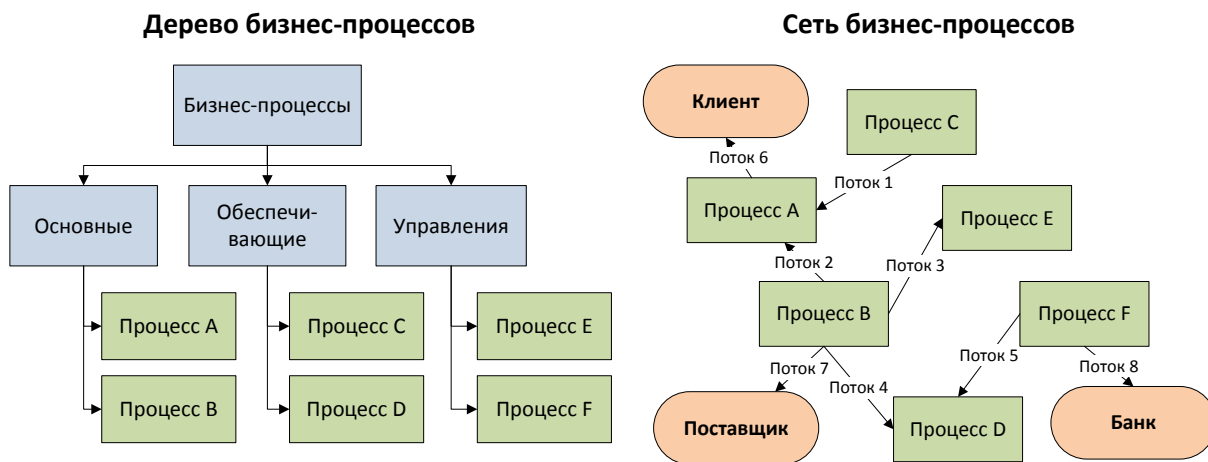 Дерево бизнес-процессов
Бизнес-процессы
Основные
Обеспечи-
вающие
Управления
Процесс A
Процесс C
Процесс E
Процесс B
Процесс D
Процесс F
Сеть бизнес-процессов
Клиент
Процесс C
Поток 6
Поток 1
Процесс A
Процесс E
Поток 2
Поток 3
Процесс B
Процесс F
Поток 5
Поток 7
Поток 8
Поток 4
Поставщик
Процесс D
Банк